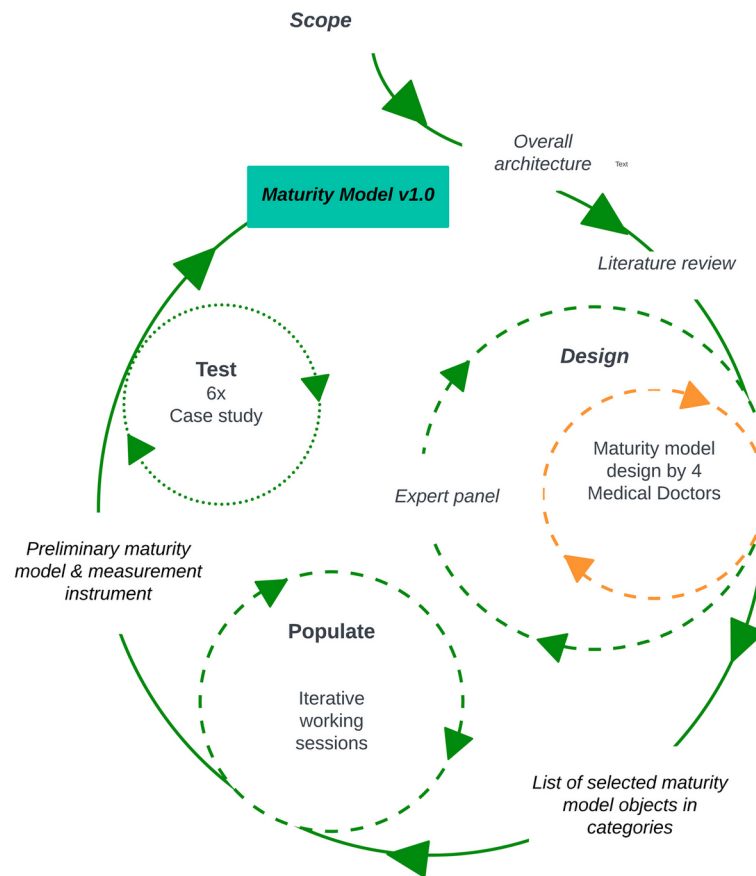 Scope
Overall
architecture
Text
Maturity Model v1.0
Literature review
Design
Test
6x
Case study
Maturity model
design by 4
Medical Doctors
Expert panel
Preliminary maturity
model & measurement
instrument
Populate
Iterative
working
sessions
List of selected maturity
model objects in
categories